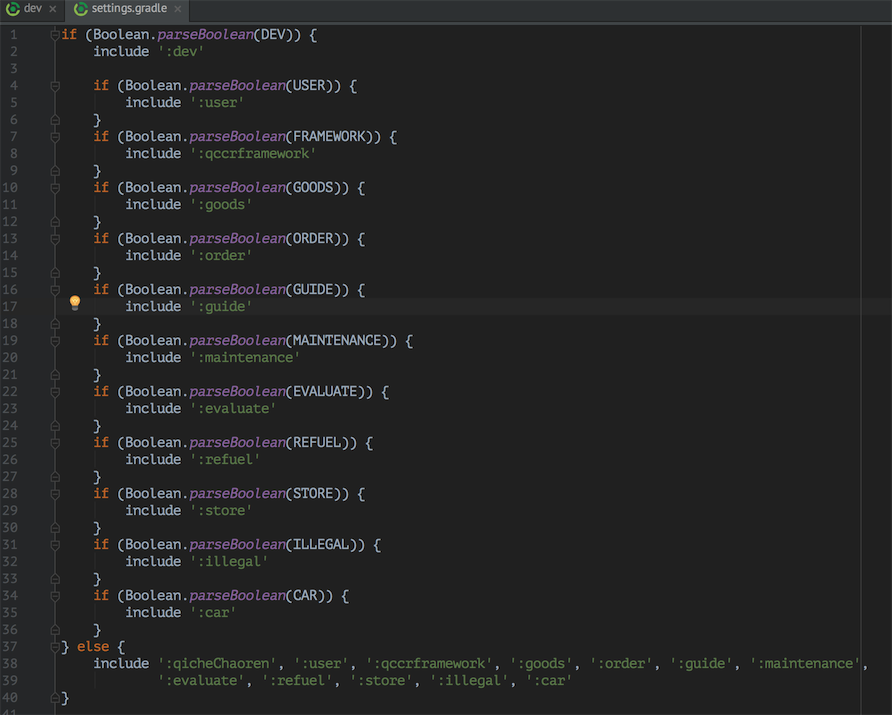 dev × settings.gradle ×
1 if (Boolean.parseBoolean(DEV)) {
2     include ':dev'
3
4     if (Boolean.parseBoolean(USER)) {
5         include ':user'
6     }
7     if (Boolean.parseBoolean(FRAMEWORK)) {
8         include ':qccrframework'
9     }
10     if (Boolean.parseBoolean(GOODS)) {
11         include ':goods'
12     }
13     if (Boolean.parseBoolean(ORDER)) {
14         include ':order'
15     }
16     if (Boolean.parseBoolean(GUIDE)) {
17         include ':guide'
18     }
19     if (Boolean.parseBoolean(MAINTENANCE)) {
20         include ':maintenance'
21     }
22     if (Boolean.parseBoolean(EVALUATE)) {
23         include ':evaluate'
24     }
25     if (Boolean.parseBoolean(REFUEL)) {
26         include ':refuel'
27     }
28     if (Boolean.parseBoolean(STORE)) {
29         include ':store'
30     }
31     if (Boolean.parseBoolean(ILLEGAL)) {
32         include ':illegal'
33     }
34     if (Boolean.parseBoolean(CAR)) {
35         include ':car'
36     }
37 } else {
38     include ':qicheChaoren', ':user', ':qccrframework', ':goods', ':order', ':guide', ':maintenance',
39             ':evaluate', ':refuel', ':store', ':illegal', ':car'
40 }
41